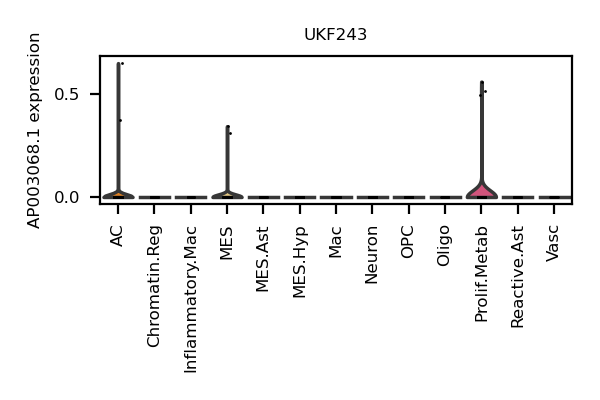 UKF243
AP003068.1 expression
0.5
0.0
AC
Chromatin.Reg
Inflammatory.Mac
MES
MES.Ast
MES.Hyp
Mac
Neuron
OPC
Oligo
Prolif.Metab
Reactive.Ast
Vasc